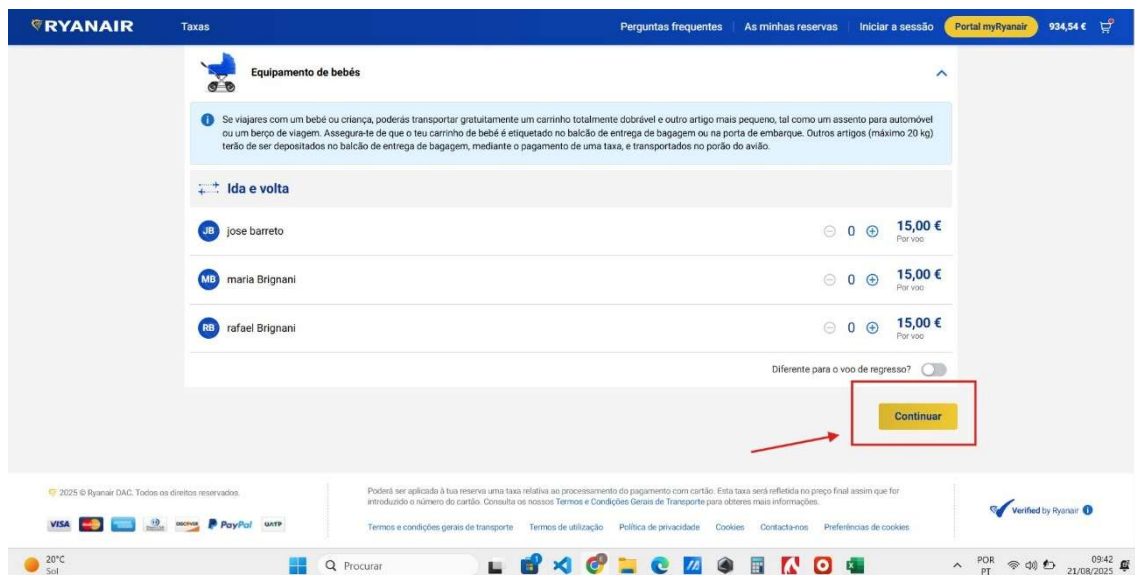 RYANAIR
Taxas
Perguntas frequentes
As minhas reservas
Iniciar a sessão
Portal myRyanair
934,54 €
Equipamento de bebés
Se viajares com um bebé ou criança, poderás transportar gratuitamente um carrinho totalmente dobrável e outro artigo mais pequeno, tal como um assento para automóvel
ou um berço de viagem. Assegura-te de que o teu carrinho de bebé é etiquetado no balcão de entrega de bagagem ou na porta de embarque. Outros artigos (máximo 20 kg)
terão de ser depositados no balcão de entrega de bagagem, mediante o pagamento de uma taxa, e transportados no porão do avião.
Ida e volta
JB jose barreto 0 15,00 €
Por voo
MB maria Brignani 0 15,00 €
Por voo
RB rafael Brignani 0 15,00 €
Por voo
Diferente para o voo de regresso?
Continuar
2025 © Ryanair DAC. Todos os direitos reservados.
Poderá ser aplicada à tua reserva uma taxa relativa ao processamento do pagamento com cartão. Esta taxa será refletida no preço final assim que for
introduzido o número do cartão. Consulta os nossos Termos e Condições Gerais de Transporte para obteres mais informações.
Verified by Ryanair
VISA DISCOVER PayPal UATP
Termos e condições gerais de transporte Termos de utilização Política de privacidade Cookies Contacta-nos Preferências de cookies
20°C
Sol
Procurar
POR
PT
09:42
21/08/2025